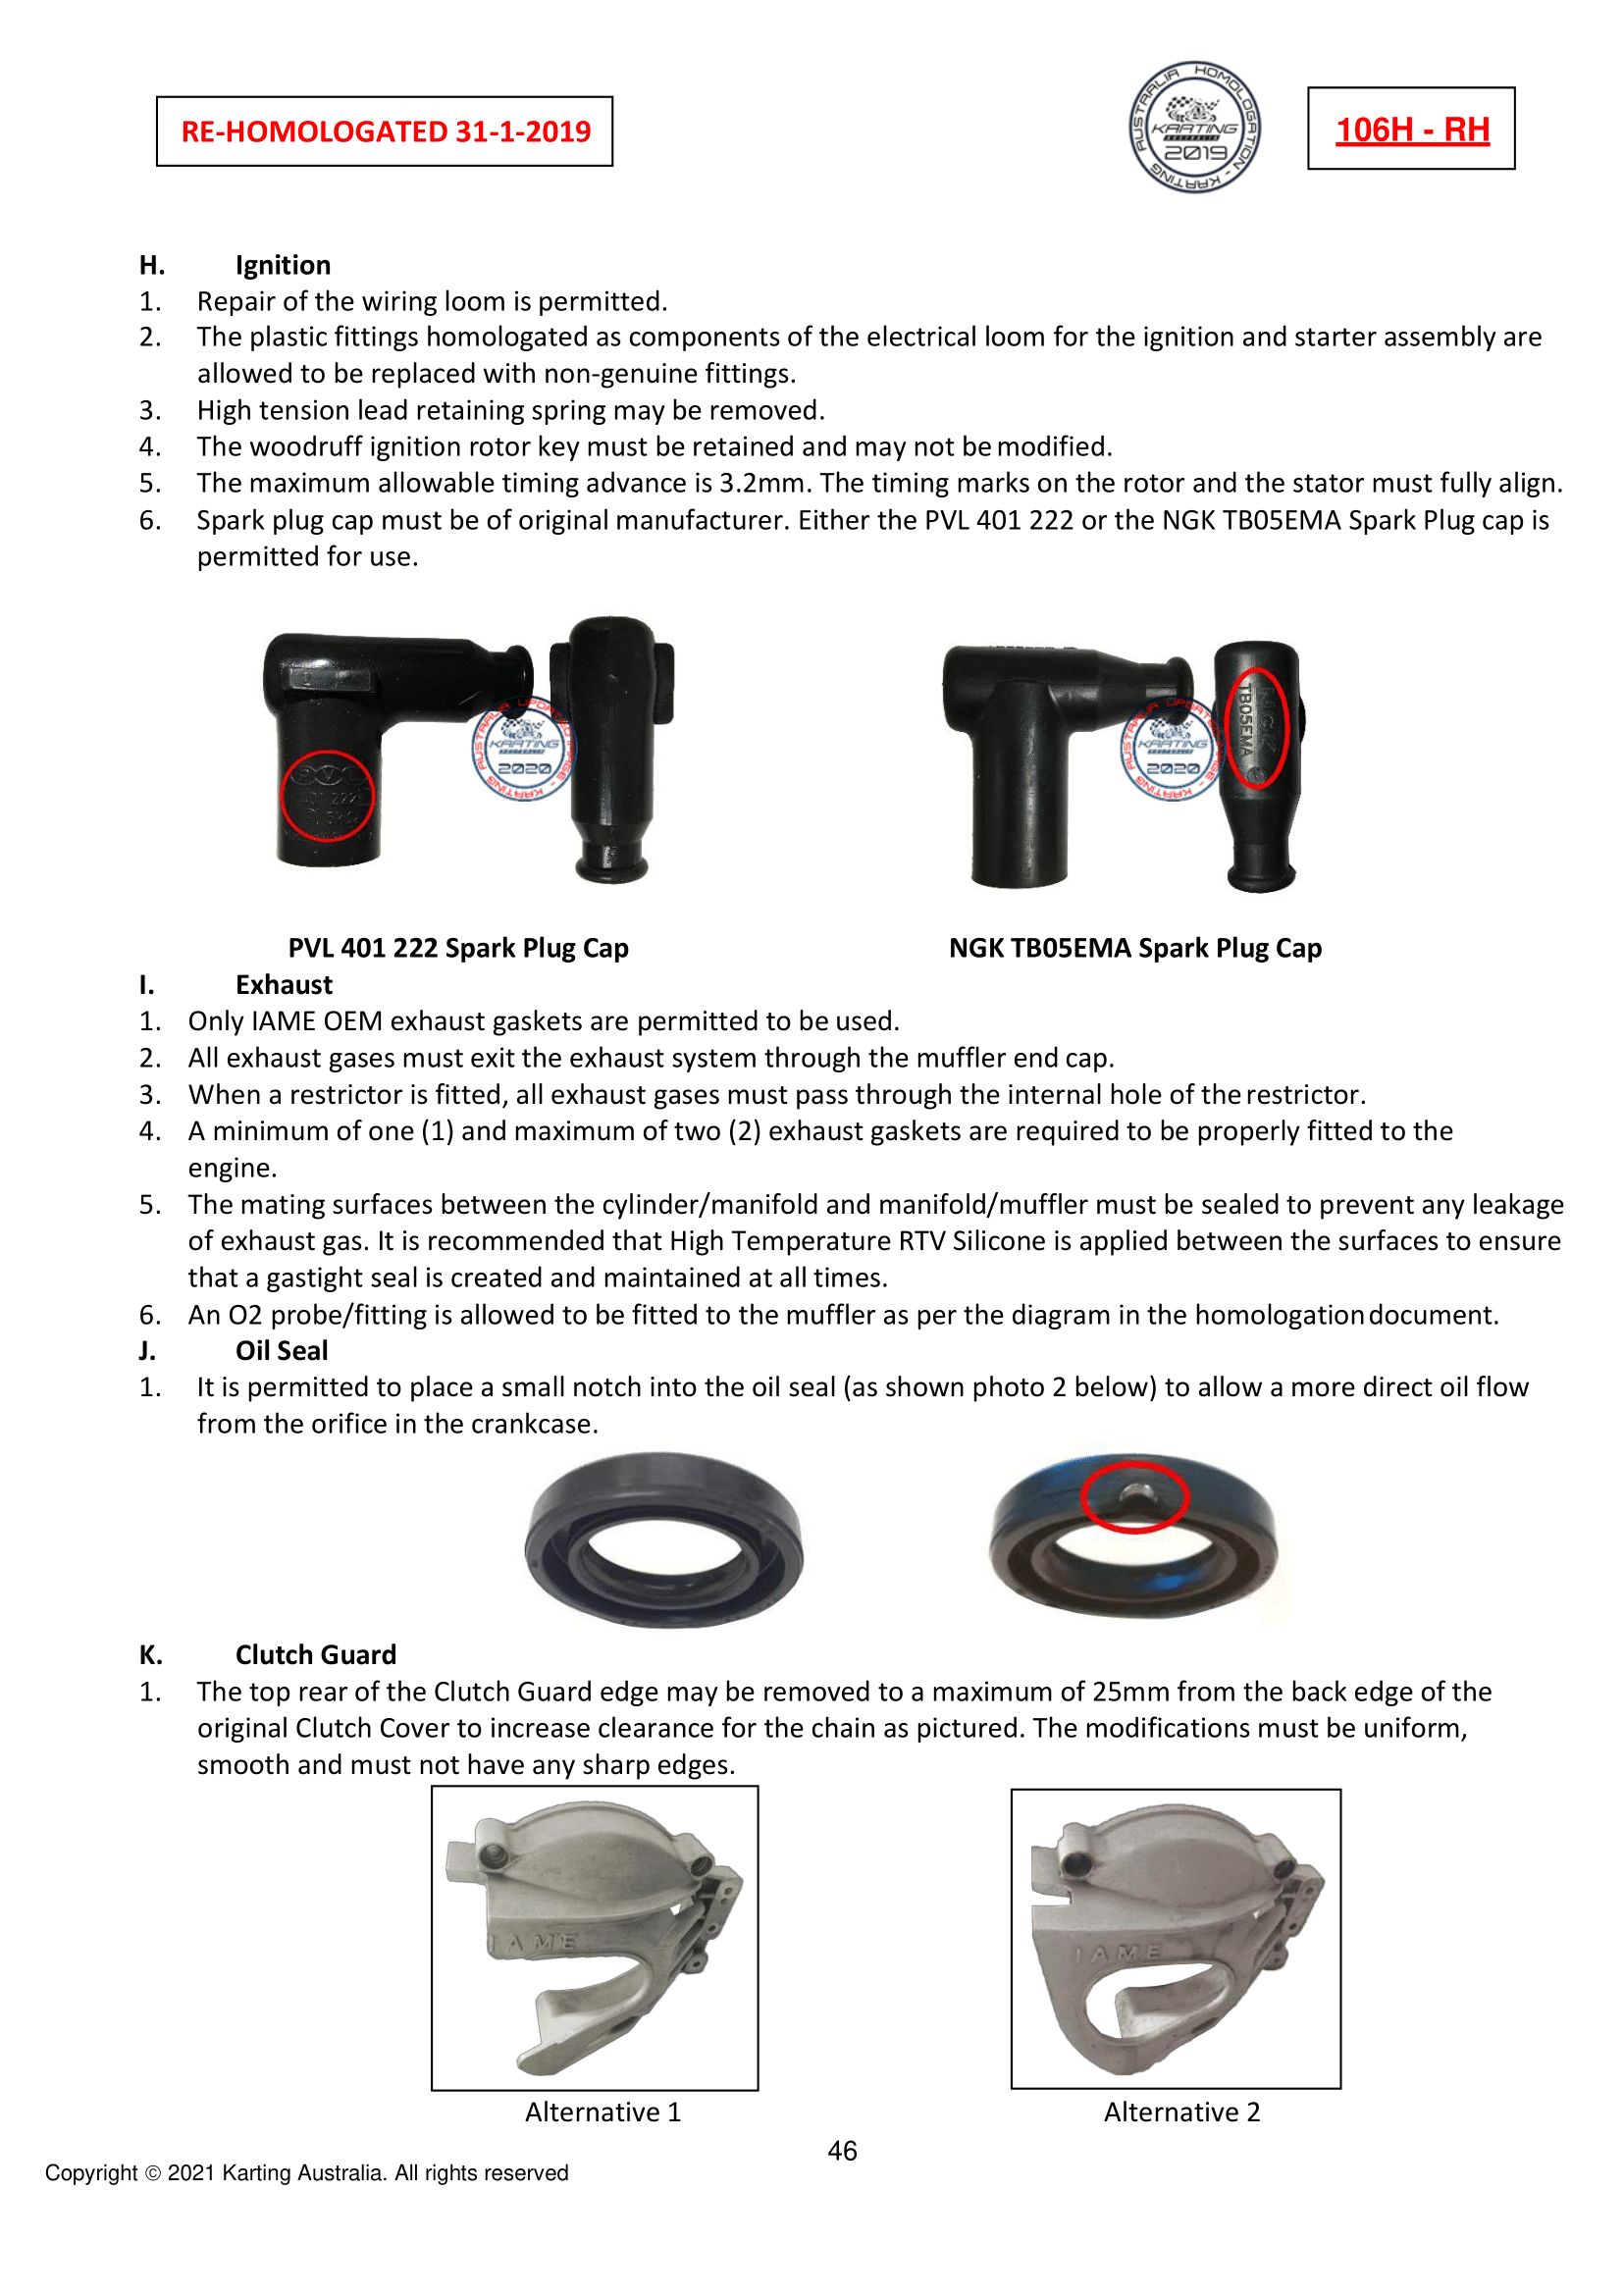 RE-HOMOLOGATED 31-1-2019
AUSTRALIA HOMOLOGATION - KARTING
KARTING
AUSTRALIA
2019
106H - RH
H. Ignition
1. Repair of the wiring loom is permitted.
2. The plastic fittings homologated as components of the electrical loom for the ignition and starter assembly are
allowed to be replaced with non-genuine fittings.
3. High tension lead retaining spring may be removed.
4. The woodruff ignition rotor key must be retained and may not be modified.
5. The maximum allowable timing advance is 3.2mm. The timing marks on the rotor and the stator must fully align.
6. Spark plug cap must be of original manufacturer. Either the PVL 401 222 or the NGK TB05EMA Spark Plug cap is
permitted for use.
PVL
401 222
AUSTRALIA UPDATED IMAGE - KARTING
KARTING
2020
AUSTRALIA UPDATED IMAGE - KARTING
KARTING
2020
NGK
TB05EMA
PVL 401 222 Spark Plug Cap
NGK TB05EMA Spark Plug Cap
I. Exhaust
1. Only IAME OEM exhaust gaskets are permitted to be used.
2. All exhaust gases must exit the exhaust system through the muffler end cap.
3. When a restrictor is fitted, all exhaust gases must pass through the internal hole of the restrictor.
4. A minimum of one (1) and maximum of two (2) exhaust gaskets are required to be properly fitted to the
engine.
5. The mating surfaces between the cylinder/manifold and manifold/muffler must be sealed to prevent any leakage
of exhaust gas. It is recommended that High Temperature RTV Silicone is applied between the surfaces to ensure
that a gastight seal is created and maintained at all times.
6. An O2 probe/fitting is allowed to be fitted to the muffler as per the diagram in the homologation document.
J. Oil Seal
1. It is permitted to place a small notch into the oil seal (as shown photo 2 below) to allow a more direct oil flow
from the orifice in the crankcase.
K. Clutch Guard
1. The top rear of the Clutch Guard edge may be removed to a maximum of 25mm from the back edge of the
original Clutch Cover to increase clearance for the chain as pictured. The modifications must be uniform,
smooth and must not have any sharp edges.
IAME
IAME
Alternative 1
Alternative 2
46
Copyright © 2021 Karting Australia. All rights reserved